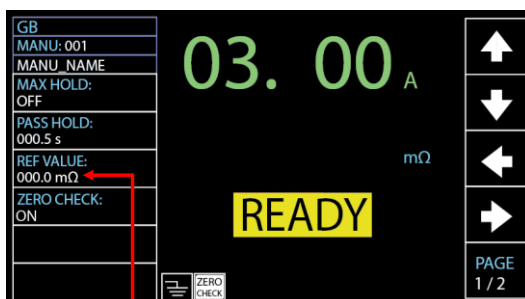 GB
MANU: 001
MANU_NAME
MAX HOLD:
OFF
PASS HOLD:
000.5 s
REF VALUE:
000.0 mΩ
ZERO CHECK:
ON
03. 00 A
mΩ
READY
ZERO
CHECK
PAGE
1 / 2